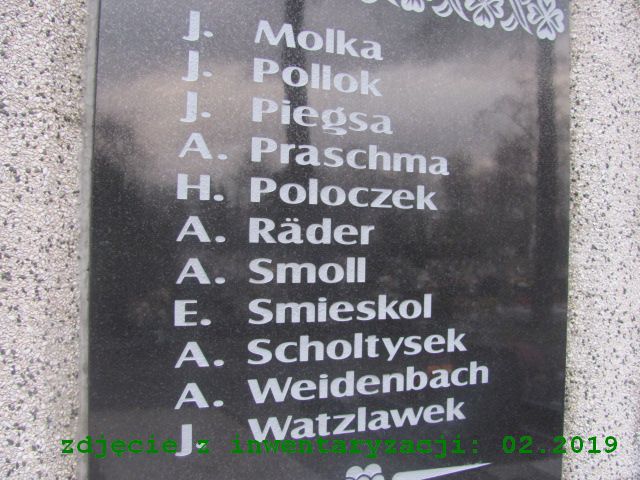 J. Molka
J. Pollok
J. Piegsa
A. Praschma
H. Poloczek
A. Räder
A. Smoll
E. Smieskol
A. Scholtysek
A. Weidenbach
J. Watzlawek
zdjęcie z inwentaryzacji: 02.2019